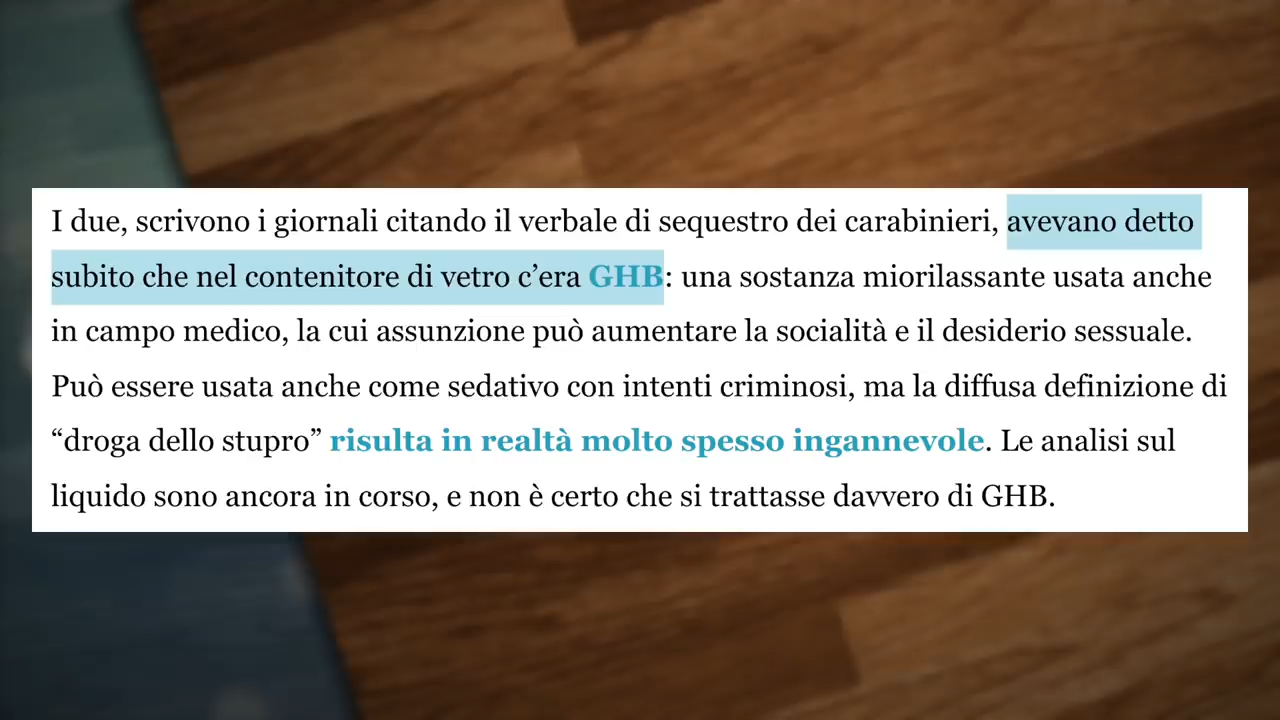 I due, scrivono i giornali citando il verbale di sequestro dei carabinieri, avevano detto
subito che nel contenitore di vetro c’era GHB: una sostanza miorilassante usata anche
in campo medico, la cui assunzione può aumentare la socialità e il desiderio sessuale.
Può essere usata anche come sedativo con intenti criminosi, ma la diffusa definizione di
“droga dello stupro” risulta in realtà molto spesso ingannevole. Le analisi sul
liquido sono ancora in corso, e non è certo che si trattasse davvero di GHB.